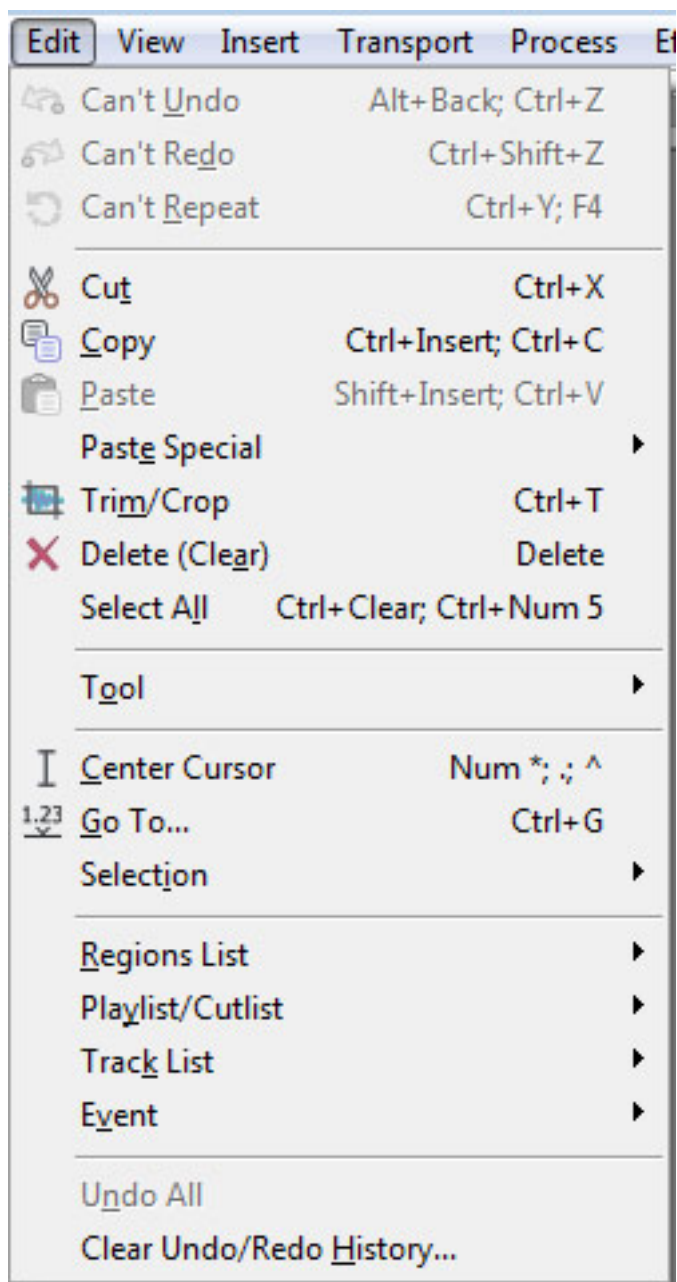 Edit View Insert Transport Process Ef
Can't Undo Alt+Back; Ctrl+Z
Can't Redo Ctrl+Shift+Z
Can't Repeat Ctrl+Y; F4
Cut Ctrl+X
Copy Ctrl+Insert; Ctrl+C
Paste Shift+Insert; Ctrl+V
Paste Special
Trim/Crop Ctrl+T
Delete (Clear) Delete
Select All Ctrl+Clear; Ctrl+Num 5
Tool
Center Cursor Num *; .; ^
1.23 Go To... Ctrl+G
Selection
Regions List
Playlist/Cutlist
Track List
Event
Undo All
Clear Undo/Redo History...